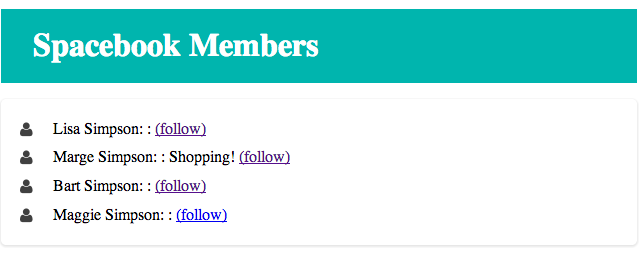 Spacebook Members
Lisa Simpson: : (follow)
Marge Simpson: : Shopping! (follow)
Bart Simpson: : (follow)
Maggie Simpson: : (follow)